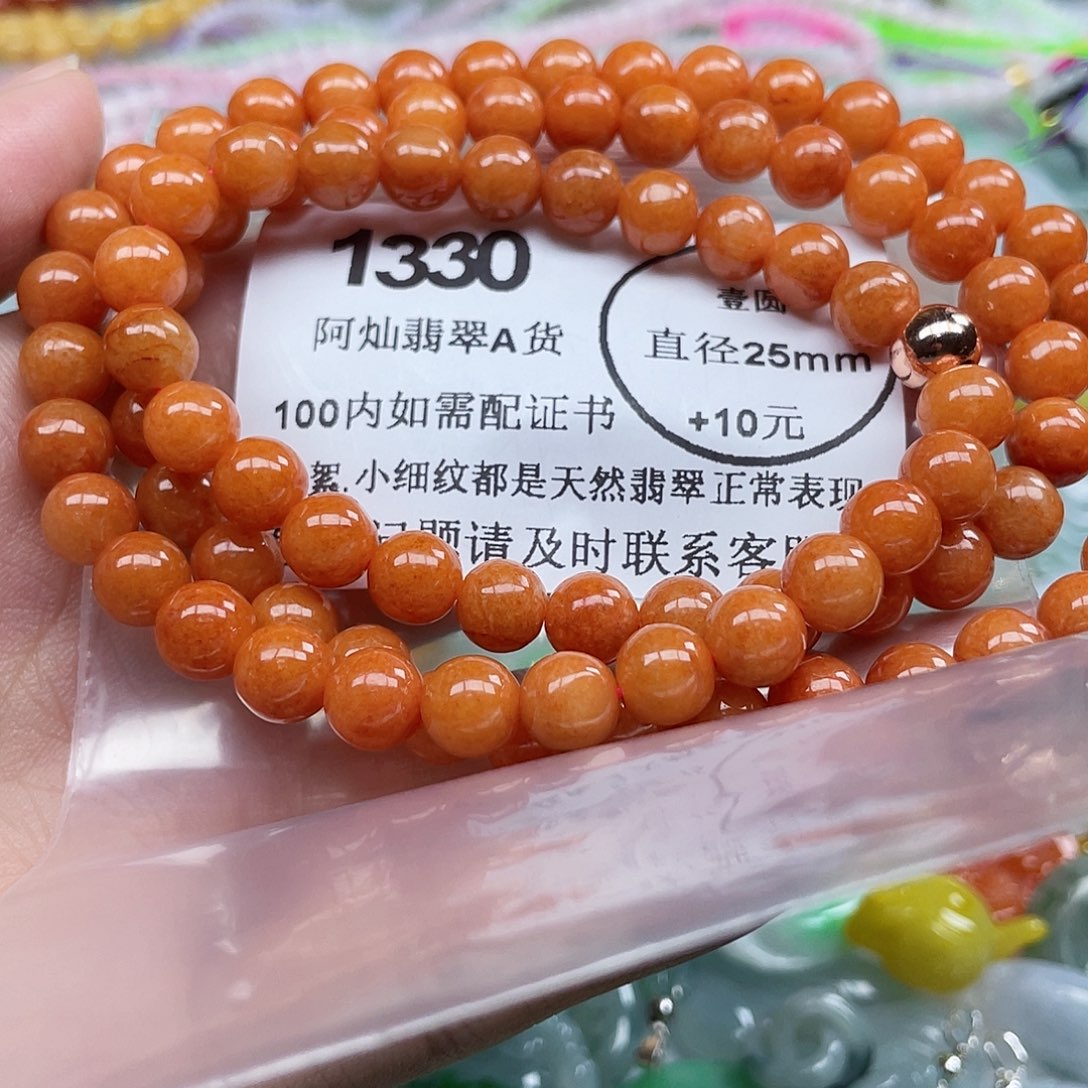 1330
阿灿翡翠A货
壹圆
直径25mm
+10元
100内如需配证书
絮.小细纹都是天然翡翠正常表现
题请及时联系客